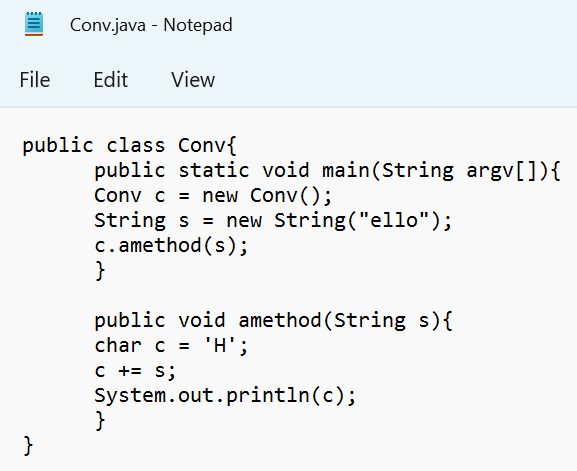 Conv.java - Notepad
File Edit View
public class Conv{
public static void main(String argv[]){
Conv c = new Conv();
String s = new String("ello");
c.amethod(s);
}
public void amethod(String s){
char c = 'H';
c += s;
System.out.println(c);
}
}